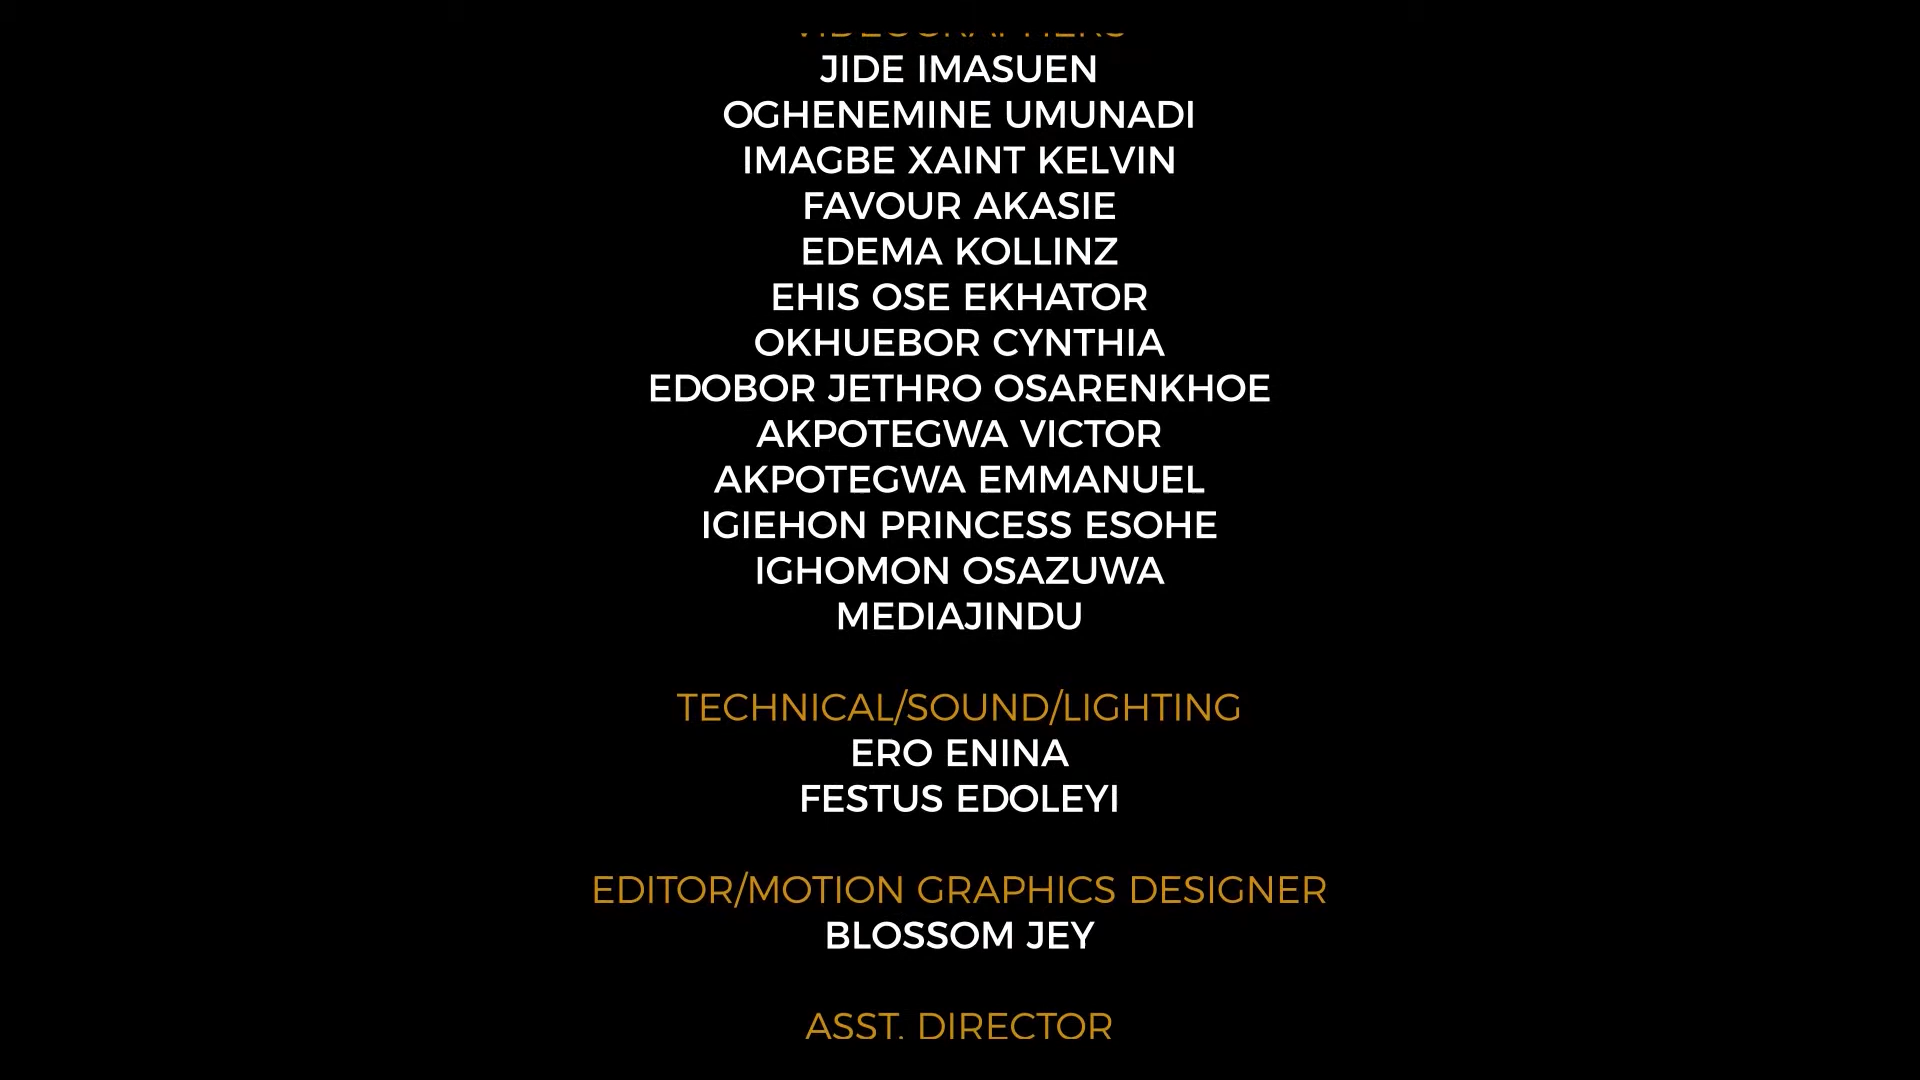 VIDEOGRAPHERS
JIDE IMASUEN
OGHENEMINE UMUNADI
IMAGBE XAINT KELVIN
FAVOUR AKASIE
EDEMA KOLLINZ
EHIS OSE EKHATOR
OKHUEBOR CYNTHIA
EDOBOR JETHRO OSARENKHOE
AKPOTEGWA VICTOR
AKPOTEGWA EMMANUEL
IGIEHON PRINCESS ESOHE
IGHOMON OSAZUWA
MEDIAJINDU
TECHNICAL/SOUND/LIGHTING
ERO ENINA
FESTUS EDOLEYI
EDITOR/MOTION GRAPHICS DESIGNER
BLOSSOM JEY
ASST. DIRECTOR